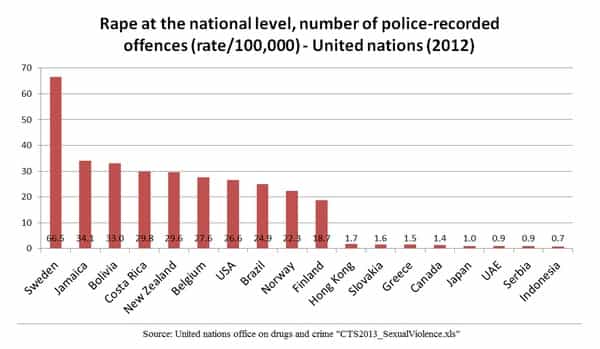 Rape at the national level, number of police-recorded
offences (rate/100,000) - United nations (2012)
70
60
50
40
30
20
10
0
66.5 34.1 33.0 29.8 29.6 27.6 26.6 24.9 22.3 18.7 1.7 1.6 1.5 1.4 1.0 0.9 0.9 0.7
Sweden
Jamaica
Bolivia
Costa Rica
New Zealand
Belgium
USA
Brazil
Norway
Finland
Hong Kong
Slovakia
Greece
Canada
Japan
UAE
Serbia
Indonesia
Source: United nations office on drugs and crime "CTS2013_SexualViolence.xls"